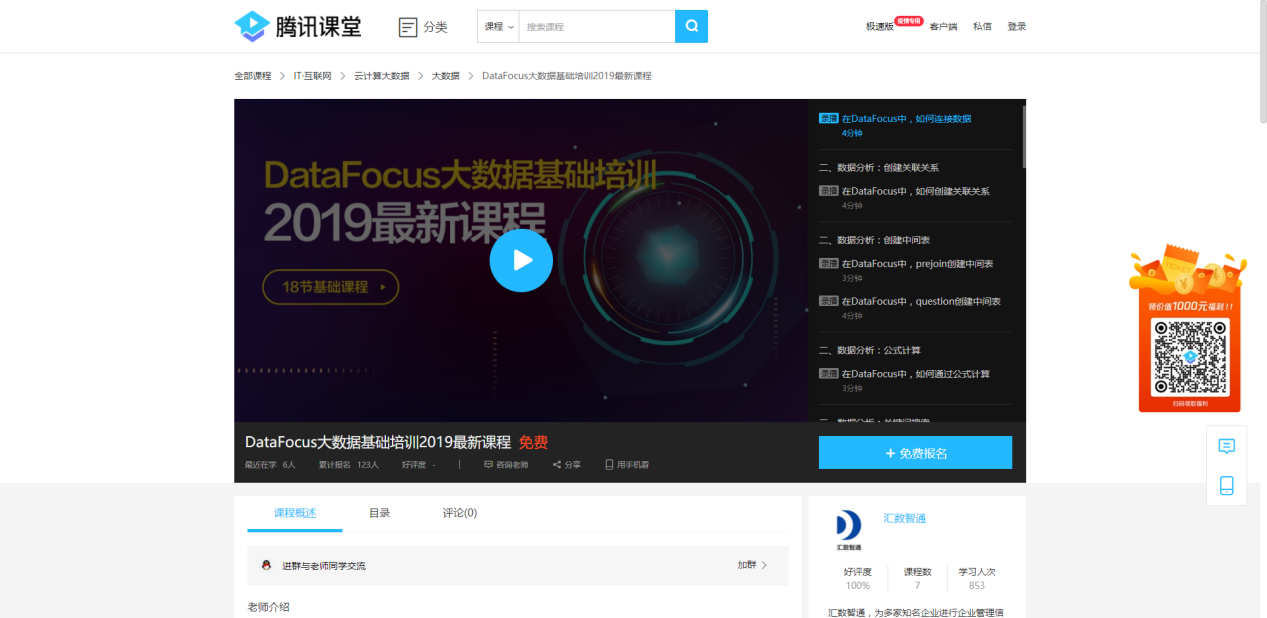 腾讯课堂
分类
课程
搜索课程
极速版
疫情专用
客户端
私信
登录
全部课程 > IT·互联网 > 云计算大数据 > 大数据 > DataFocus大数据基础培训2019最新课程
DataFocus大数据基础培训
2019最新课程
18节基础课程
录播 在DataFocus中，如何连接数据
4分钟
二、数据分析：创建关联关系
录播 在DataFocus中，如何创建关联关系
4分钟
二、数据分析：创建中间表
录播 在DataFocus中，prejoin创建中间表
3分钟
录播 在DataFocus中，question创建中间表
4分钟
二、数据分析：公式计算
录播 在DataFocus中，如何通过公式计算
3分钟
TICKET
领价值1000元福利!!
扫码领取福利
DataFocus大数据基础培训2019最新课程 免费
最近在学 6人 累计报名 123人 好评度 - | 咨询老师 分享 用手机看
+ 免费报名
课程概述 目录 评论(0)
进群与老师同学交流 加群 >
老师介绍
汇数智通
汇数智通
好评度 课程数 学习人次
100% 7 853
汇数智通，为多家知名企业进行企业管理信